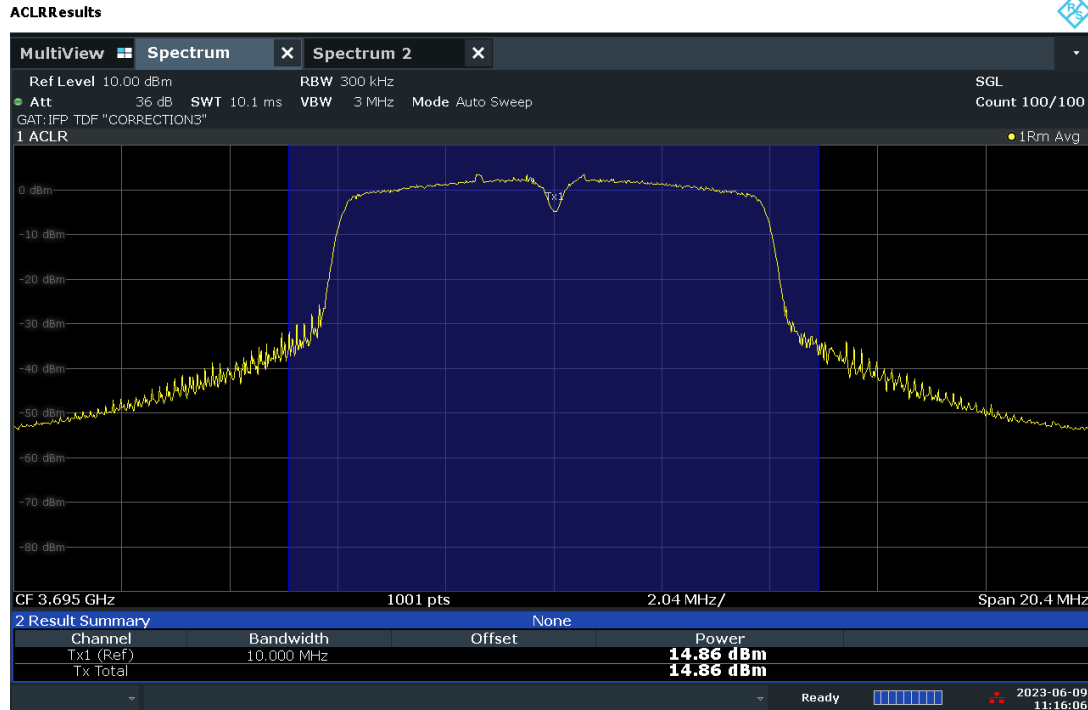 ACLRResults
R&S
MultiView Spectrum X Spectrum 2 X
Ref Level 10.00 dBm RBW 300 kHz SGL
Att 36 dB SWT 10.1 ms VBW 3 MHz Mode Auto Sweep Count 100/100
GAT:IFP TDF "CORRECTION3"
1 ACLR 1Rm Avg
0 dBm
Tx1
-10 dBm
-20 dBm
-30 dBm
-40 dBm
-50 dBm
-60 dBm
-70 dBm
-80 dBm
CF 3.695 GHz 1001 pts 2.04 MHz/ Span 20.4 MHz
2 Result Summary None
Channel Bandwidth Offset Power
Tx1 (Ref) 10.000 MHz 14.86 dBm
Tx Total 14.86 dBm
Ready 2023-06-09
11:16:06